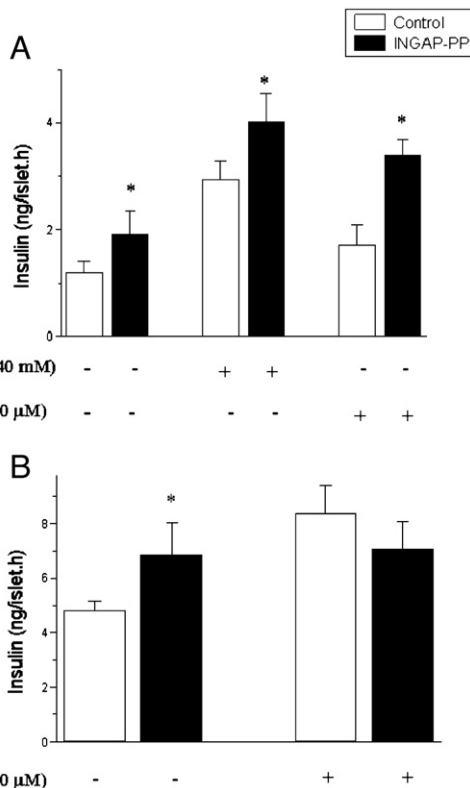 Control
INGAP-PP
A
Insulin (ng/islet.h)
4
2
0
*
*
*
40 mM) - - + + - -
0 μM) - - - - + +
B
Insulin (ng/islet.h)
8
6
4
2
0
*
0 μM) - - + +